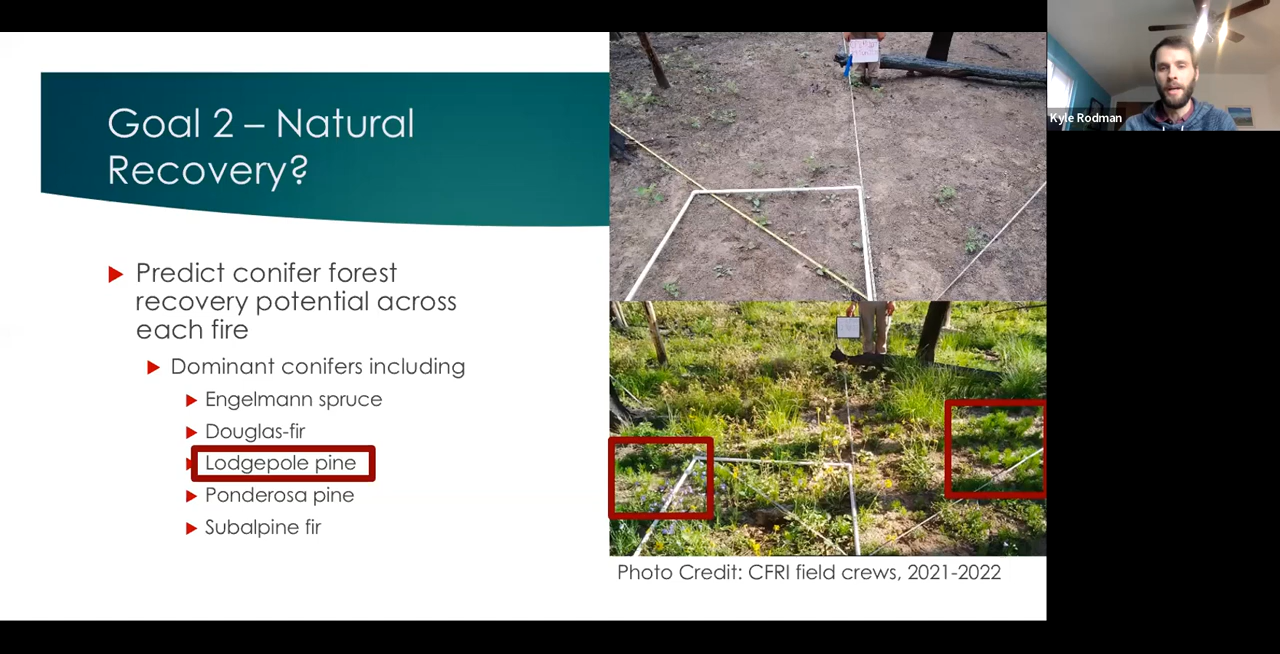 Goal 2 – Natural
Recovery?
Predict conifer forest
recovery potential across
each fire
Dominant conifers including
Engelmann spruce
Douglas-fir
Lodgepole pine
Ponderosa pine
Subalpine fir
Photo Credit: CFRI field crews, 2021-2022
Kyle Rodman